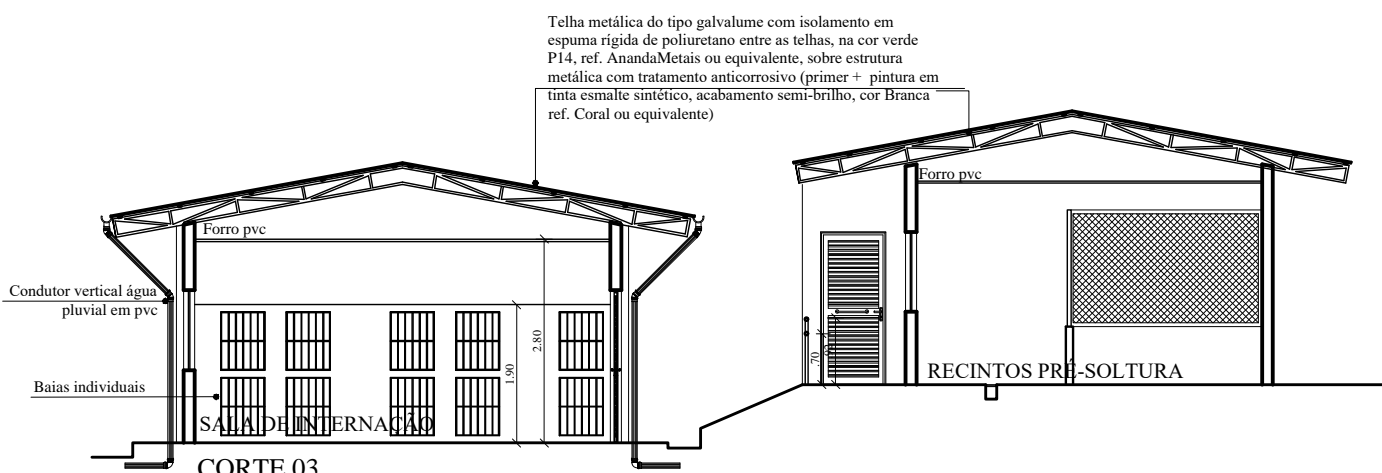 Telha metálica do tipo galvalume com isolamento em
espuma rígida de poliuretano entre as telhas, na cor verde
P14, ref. AnandaMetais ou equivalente, sobre estrutura
metálica com tratamento anticorrosivo (primer + pintura em
tinta esmalte sintético, acabamento semi-brilho, cor Branca
ref. Coral ou equivalente)
Forro pvc
Forro pvc
Condutor vertical água
pluvial em pvc
2.80
1.90
.70
Baias individuais
RECINTOS PRÉ-SOLTURA
SALA DE INTERNAÇÃO
CORTE 03